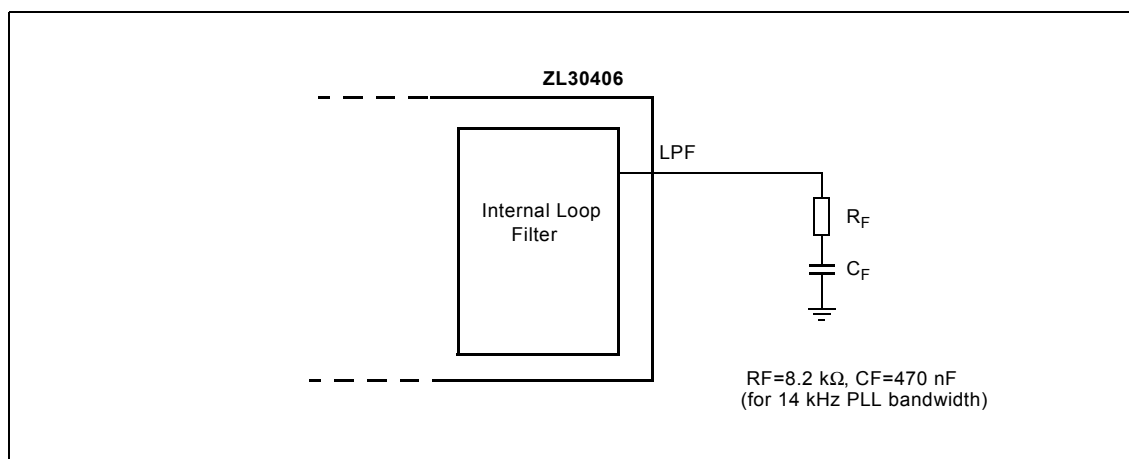 ZL30406
LPF
Internal Loop
Filter
RF
CF
RF=8.2 kΩ, CF=470 nF
(for 14 kHz PLL bandwidth)